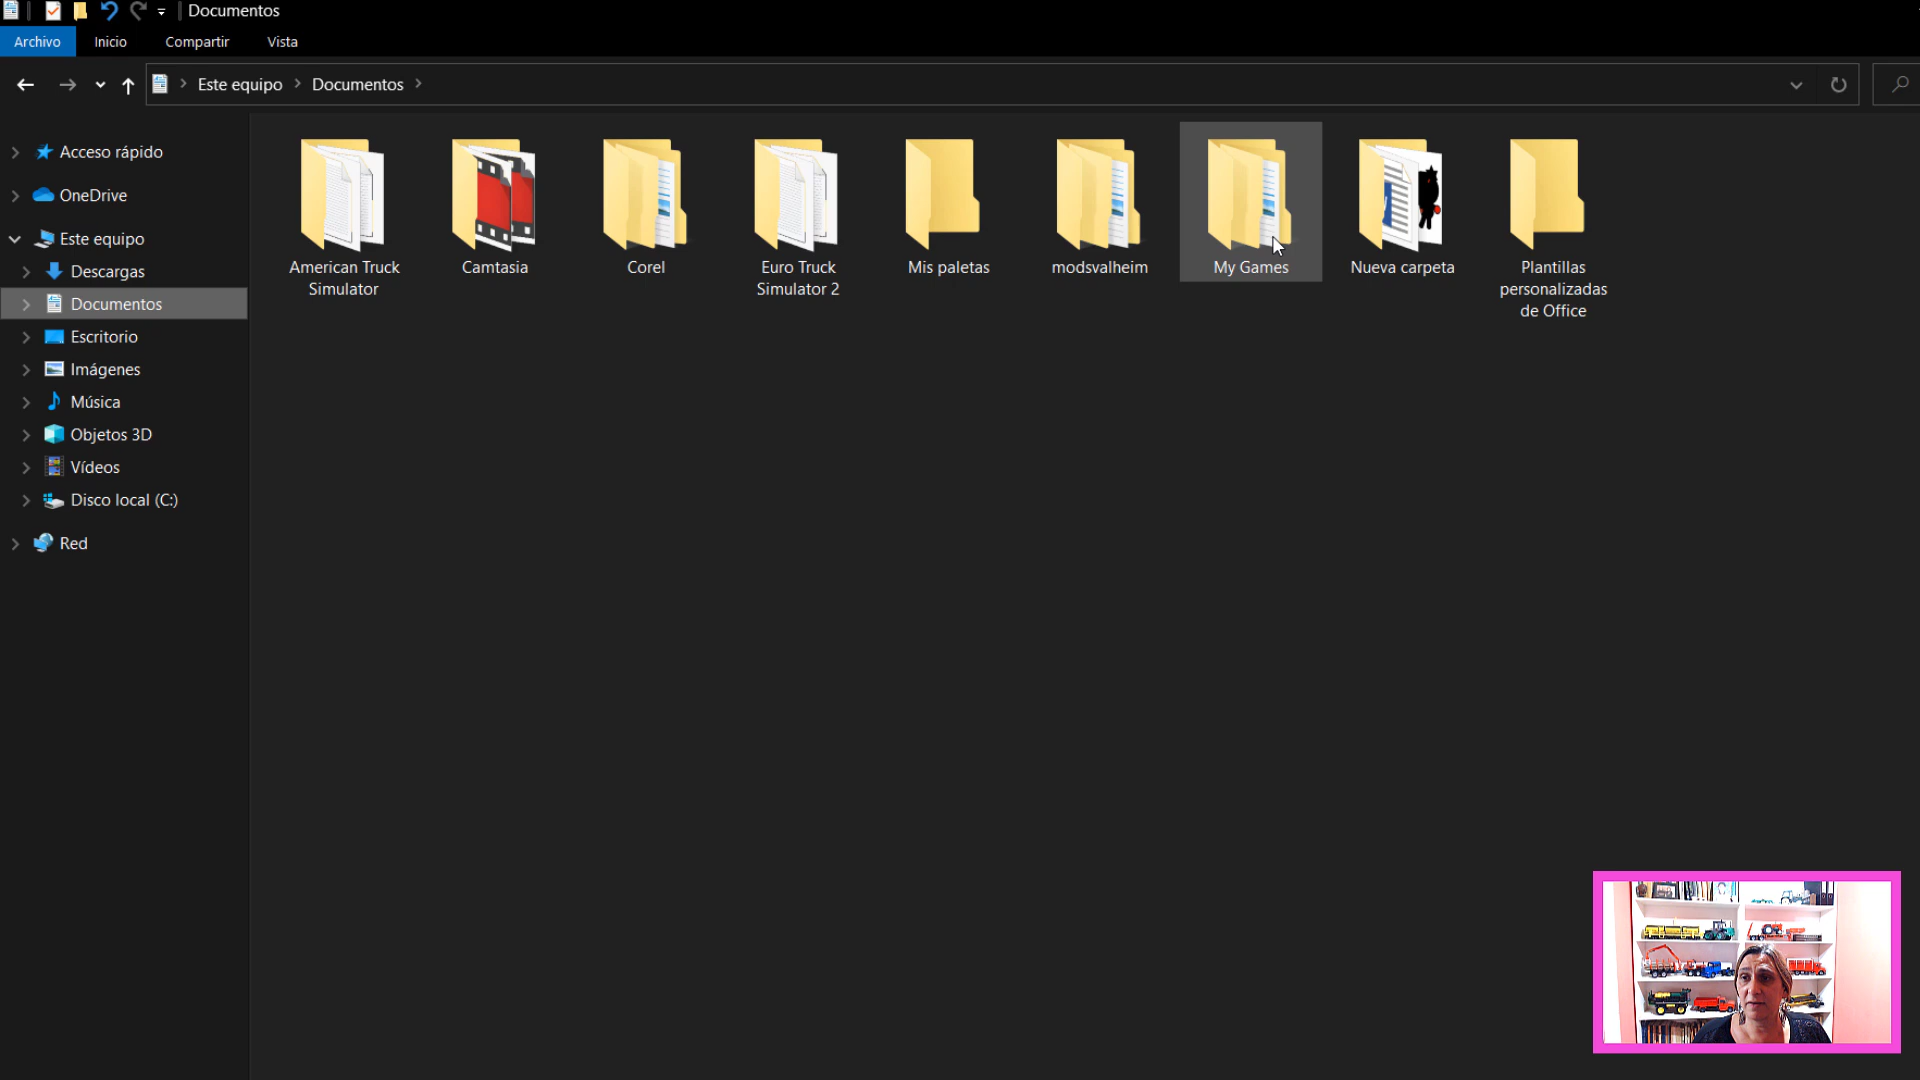 Documentos
Archivo
Inicio
Compartir
Vista
Este equipo
Documentos
Acceso rápido
OneDrive
Este equipo
Descargas
Documentos
Escritorio
Imágenes
Música
Objetos 3D
Vídeos
Disco local (C:)
Red
American Truck
Simulator
Camtasia
Corel
Euro Truck
Simulator 2
Mis paletas
modsvalheim
My Games
Nueva carpeta
Plantillas
personalizadas
de Office